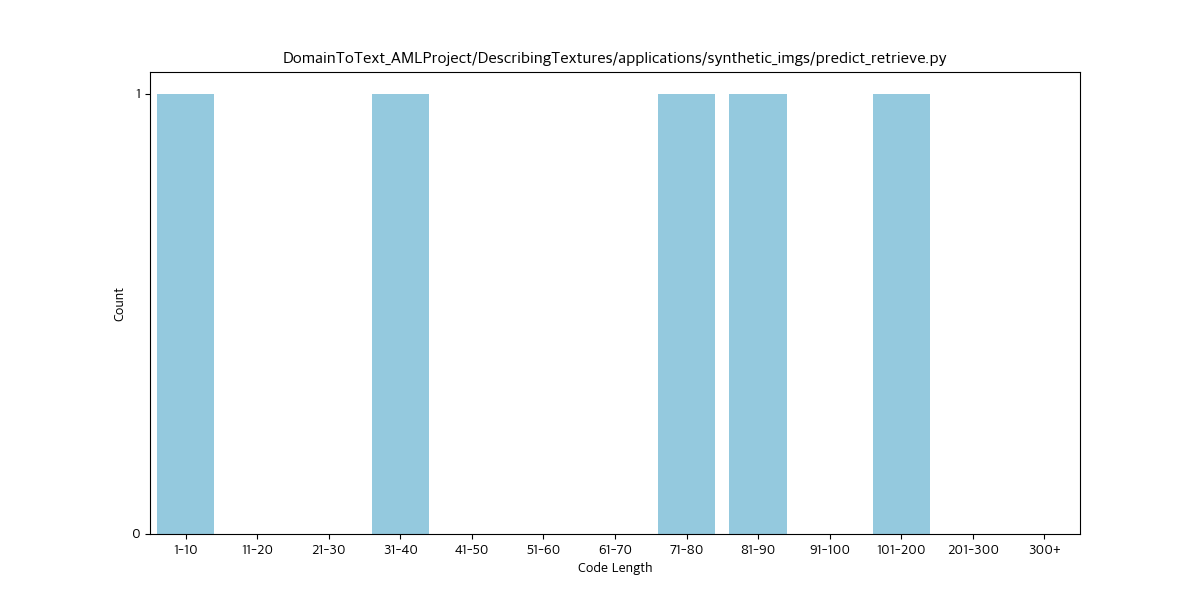 DomainToText_AMLProject/DescribingTextures/applications/synthetic_imgs/predict_retrieve.py
1
Count
0
1-10 11-20 21-30 31-40 41-50 51-60 61-70 71-80 81-90 91-100 101-200 201-300 300+
Code Length